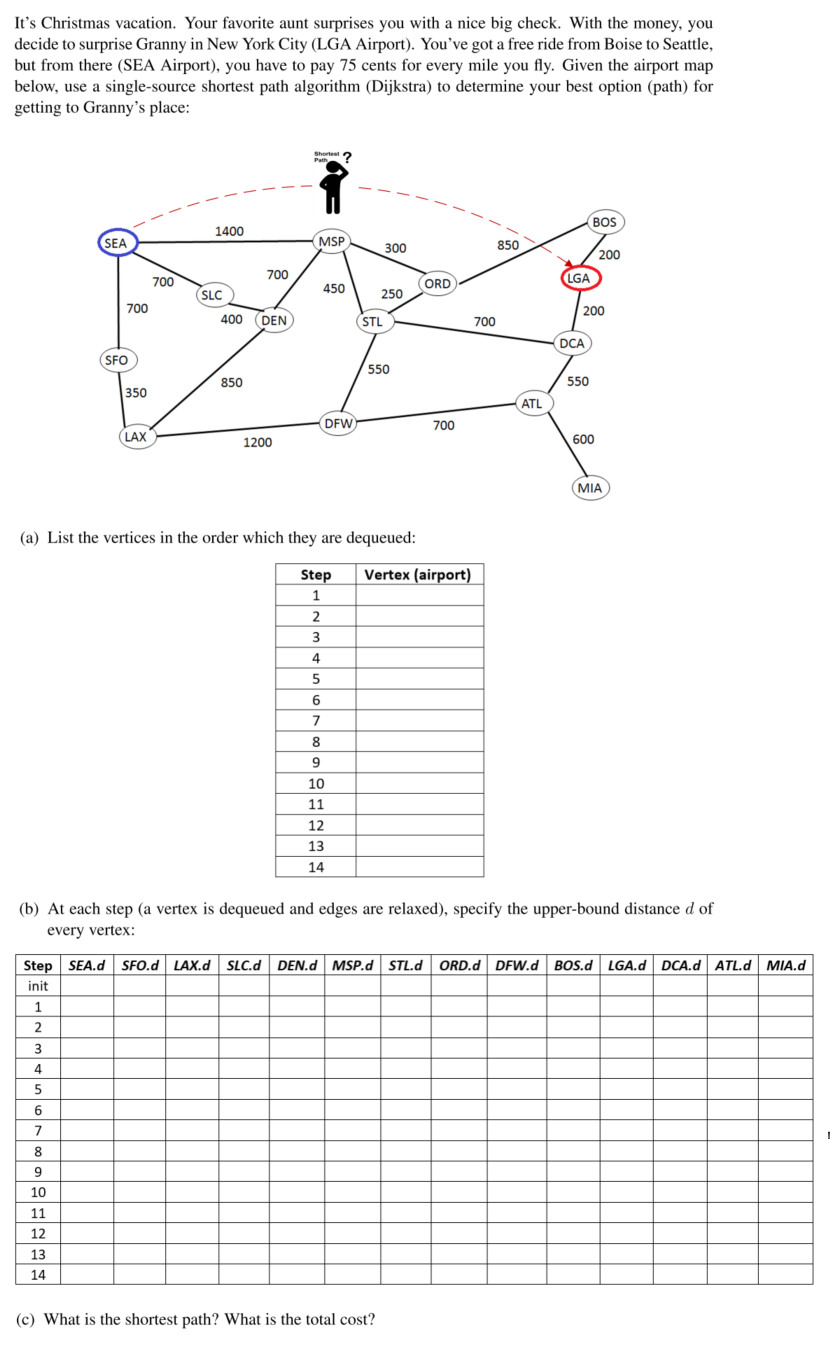 It's Christmas vacation. Your favorite aunt surprises you with a nice big check. With the money, you
decide to surprise Granny in New York City (LGA Airport). You've got a free ride from Boise to Seattle,
but from there (SEA Airport), you have to pay 75 cents for every mile you fly. Given the airport map
below, use a single-source shortest path algorithm (Dijkstra) to determine your best option (path) for
getting to Granny's place:
Shortest ?
Path
BOS
SEA
1400
MSP
300
850
200
700
700
450
ORD
LGA
SLC
250
700
400
DEN
STL
700
200
DCA
SFO
550
350
850
550
ATL
LAX
DFW
700
1200
600
MIA
(a) List the vertices in the order which they are dequeued:
Step Vertex (airport)
1
2
3
4
5
6
7
8
9
10
11
12
13
14
(b) At each step (a vertex is dequeued and edges are relaxed), specify the upper-bound distance d of
every vertex:
Step SEA.d SFO.d LAX.d SLC.d DEN.d MSP.d STL.d ORD.d DFW.d BOS.d LGA.d DCA.d ATL.d MIA.d
init
1
2
3
4
5
6
7
8
9
10
11
12
13
14
(c) What is the shortest path? What is the total cost?